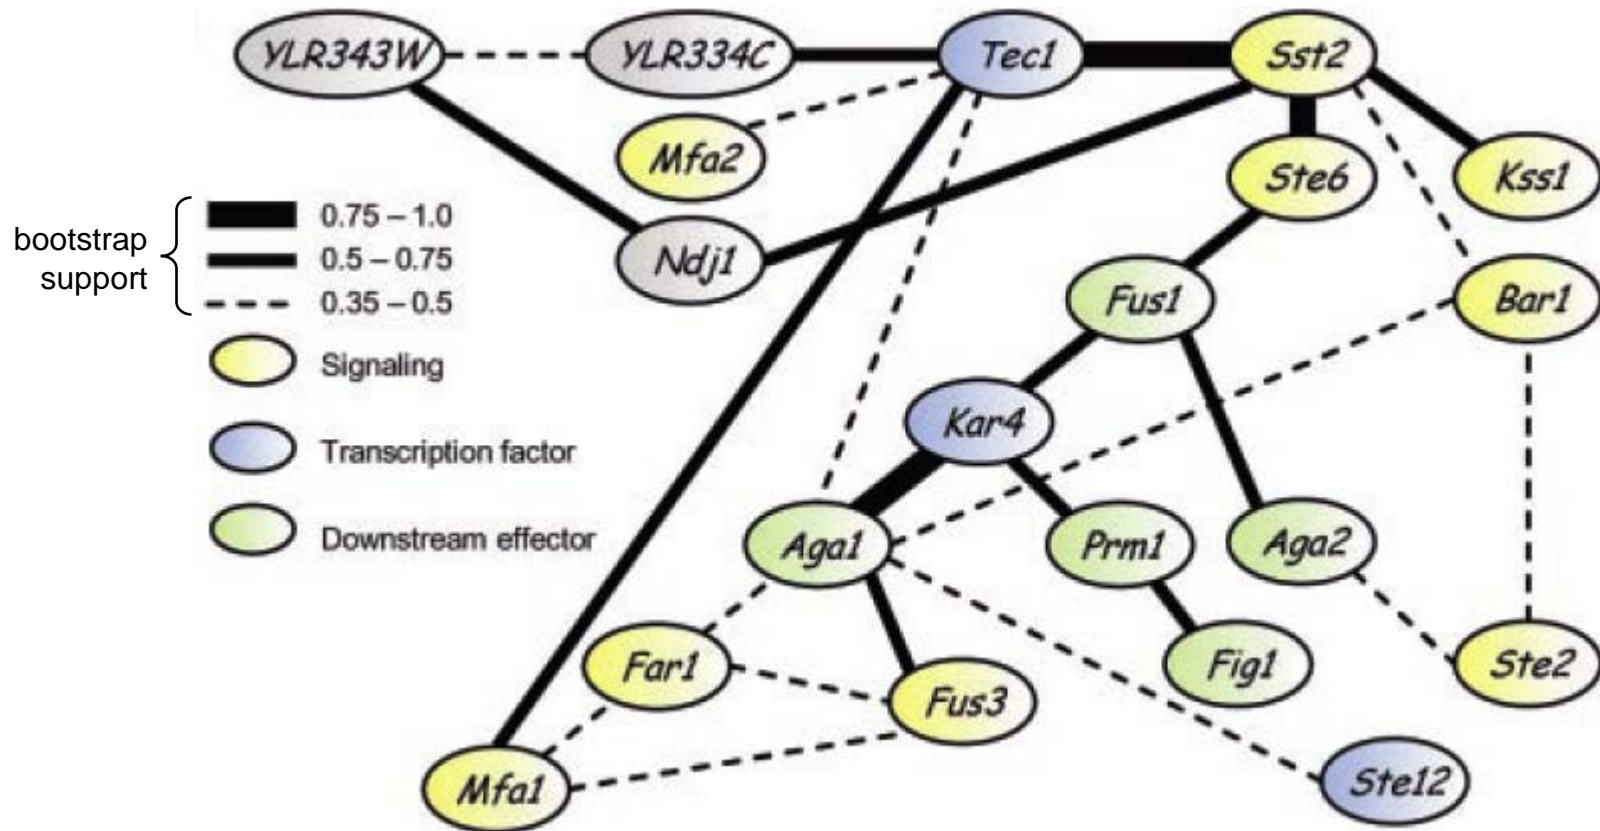 YLR343W
YLR334C
Tec1
Sst2
Mfa2
Ste6
Kss1
Ndj1
bootstrap
support
0.75 – 1.0
0.5 – 0.75
0.35 – 0.5
Fus1
Bar1
Signaling
Kar4
Transcription factor
Downstream effector
Aga1
Prm1
Aga2
Far1
Fus3
Fig1
Ste2
Mfa1
Ste12